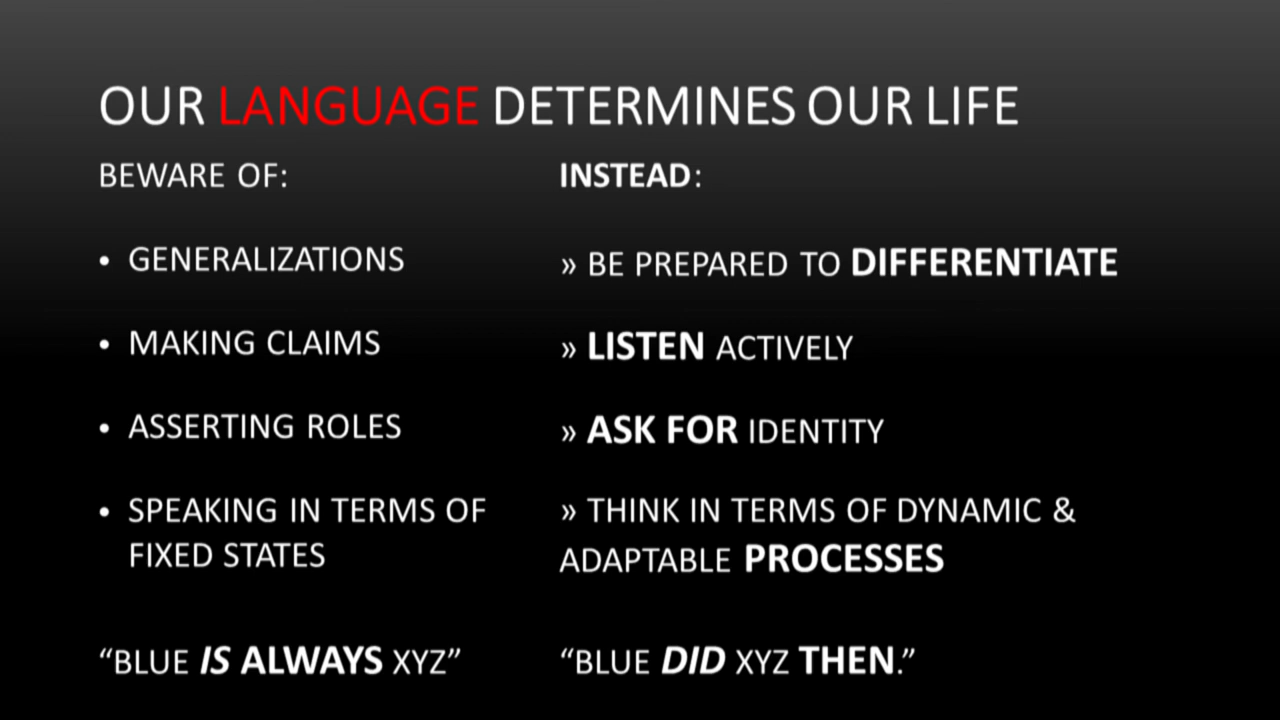 OUR LANGUAGE DETERMINES OUR LIFE
BEWARE OF:
• GENERALIZATIONS
• MAKING CLAIMS
• ASSERTING ROLES
• SPEAKING IN TERMS OF
FIXED STATES
“BLUE IS ALWAYS XYZ”
INSTEAD:
» BE PREPARED TO DIFFERENTIATE
» LISTEN ACTIVELY
» ASK FOR IDENTITY
» THINK IN TERMS OF DYNAMIC &
ADAPTABLE PROCESSES
“BLUE DID XYZ THEN.”